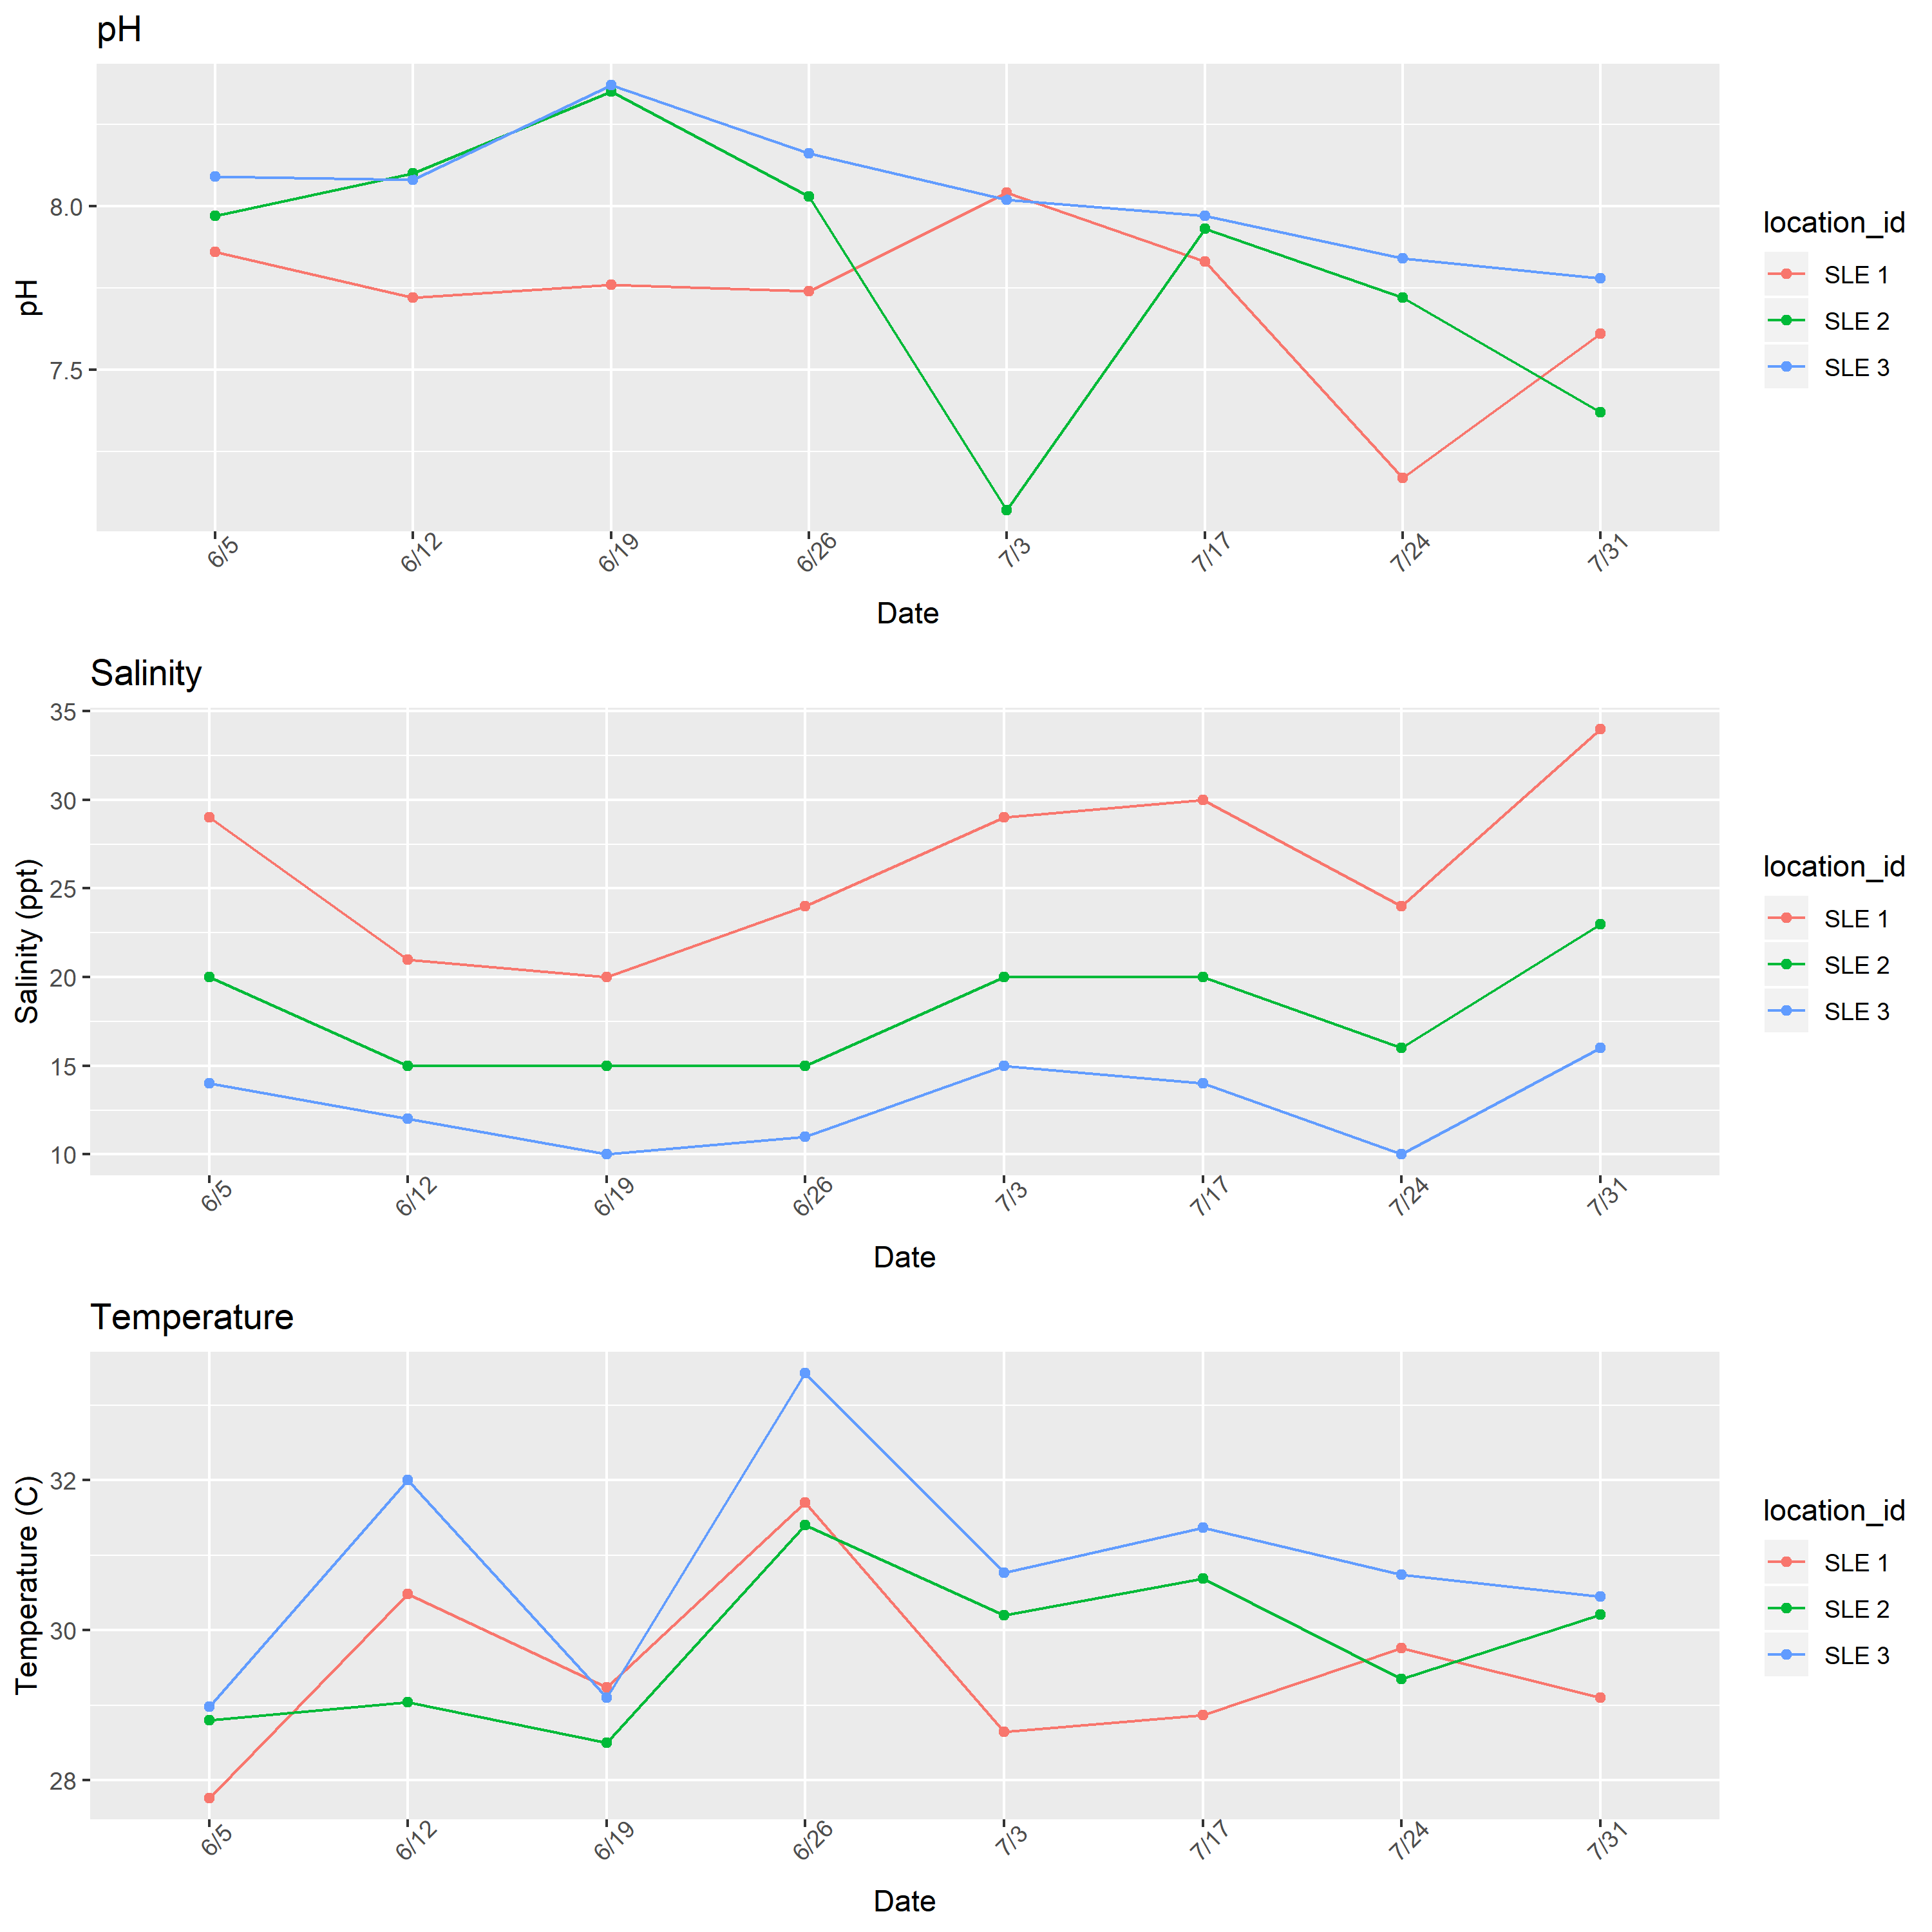 pH
pH
8.0
7.5
6/5 6/12 6/19 6/26 7/3 7/17 7/24 7/31
Date
location_id
SLE 1
SLE 2
SLE 3
Salinity
Salinity (ppt)
35
30
25
20
15
10
6/5 6/12 6/19 6/26 7/3 7/17 7/24 7/31
Date
location_id
SLE 1
SLE 2
SLE 3
Temperature
Temperature (C)
32
30
28
6/5 6/12 6/19 6/26 7/3 7/17 7/24 7/31
Date
location_id
SLE 1
SLE 2
SLE 3